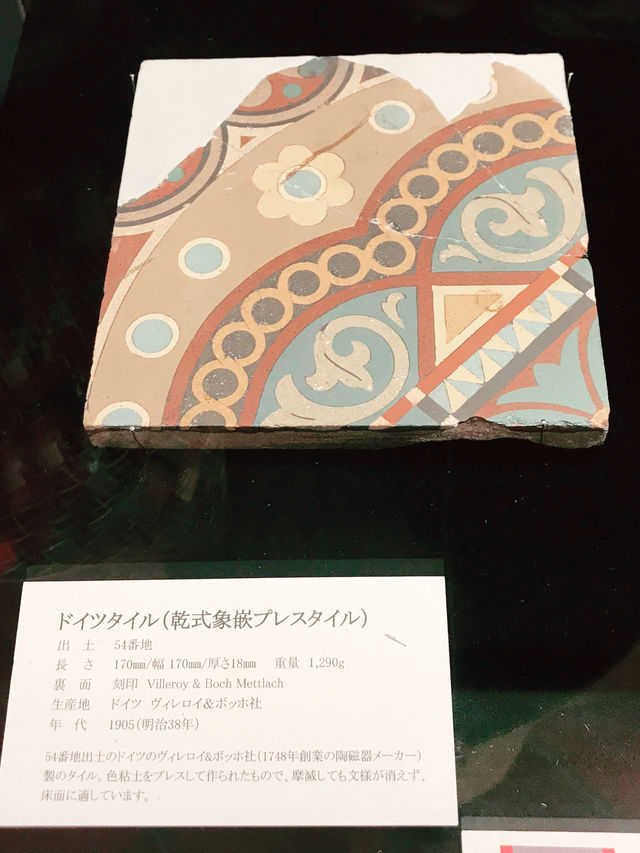 ドイツタイル(乾式象嵌プレスタイル)
出 土 54番地
長 さ 170㎜/幅 170㎜/厚さ18㎜ 重量 1,290g
裏 面 刻印 Villeroy & Boch Mettlach
生産地 ドイツ ヴィレロイ&ボッホ社
年 代 1905(明治38年)
54番地出土のドイツのヴィレロイ&ボッホ社(1748年創業の陶磁器メーカー)
製のタイル。色粘土をプレスして作られたもので、摩滅しても文様が消えず、
床面に適しています。